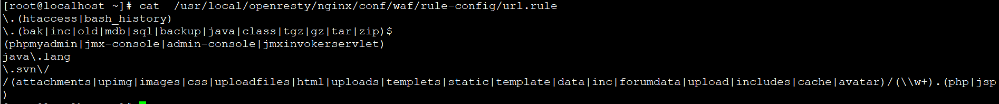 [root@localhost ~]# cat  /usr/local/openresty/nginx/conf/waf/rule-config/url.rule
\.(htaccess|bash_history)
\.(bak|inc|old|mdb|sql|backup|java|class|tgz|gz|tar|zip)$
(phpmyadmin|jmx-console|admin-console|jmxinvokerservlet)
java\.lang
\.svn\/
/(attachments|upimg|images|css|uploadfiles|html|uploads|templets|static|template|data|inc|forumdata|upload|includes|cache|avatar)/(\\w+).(php|jsp
)